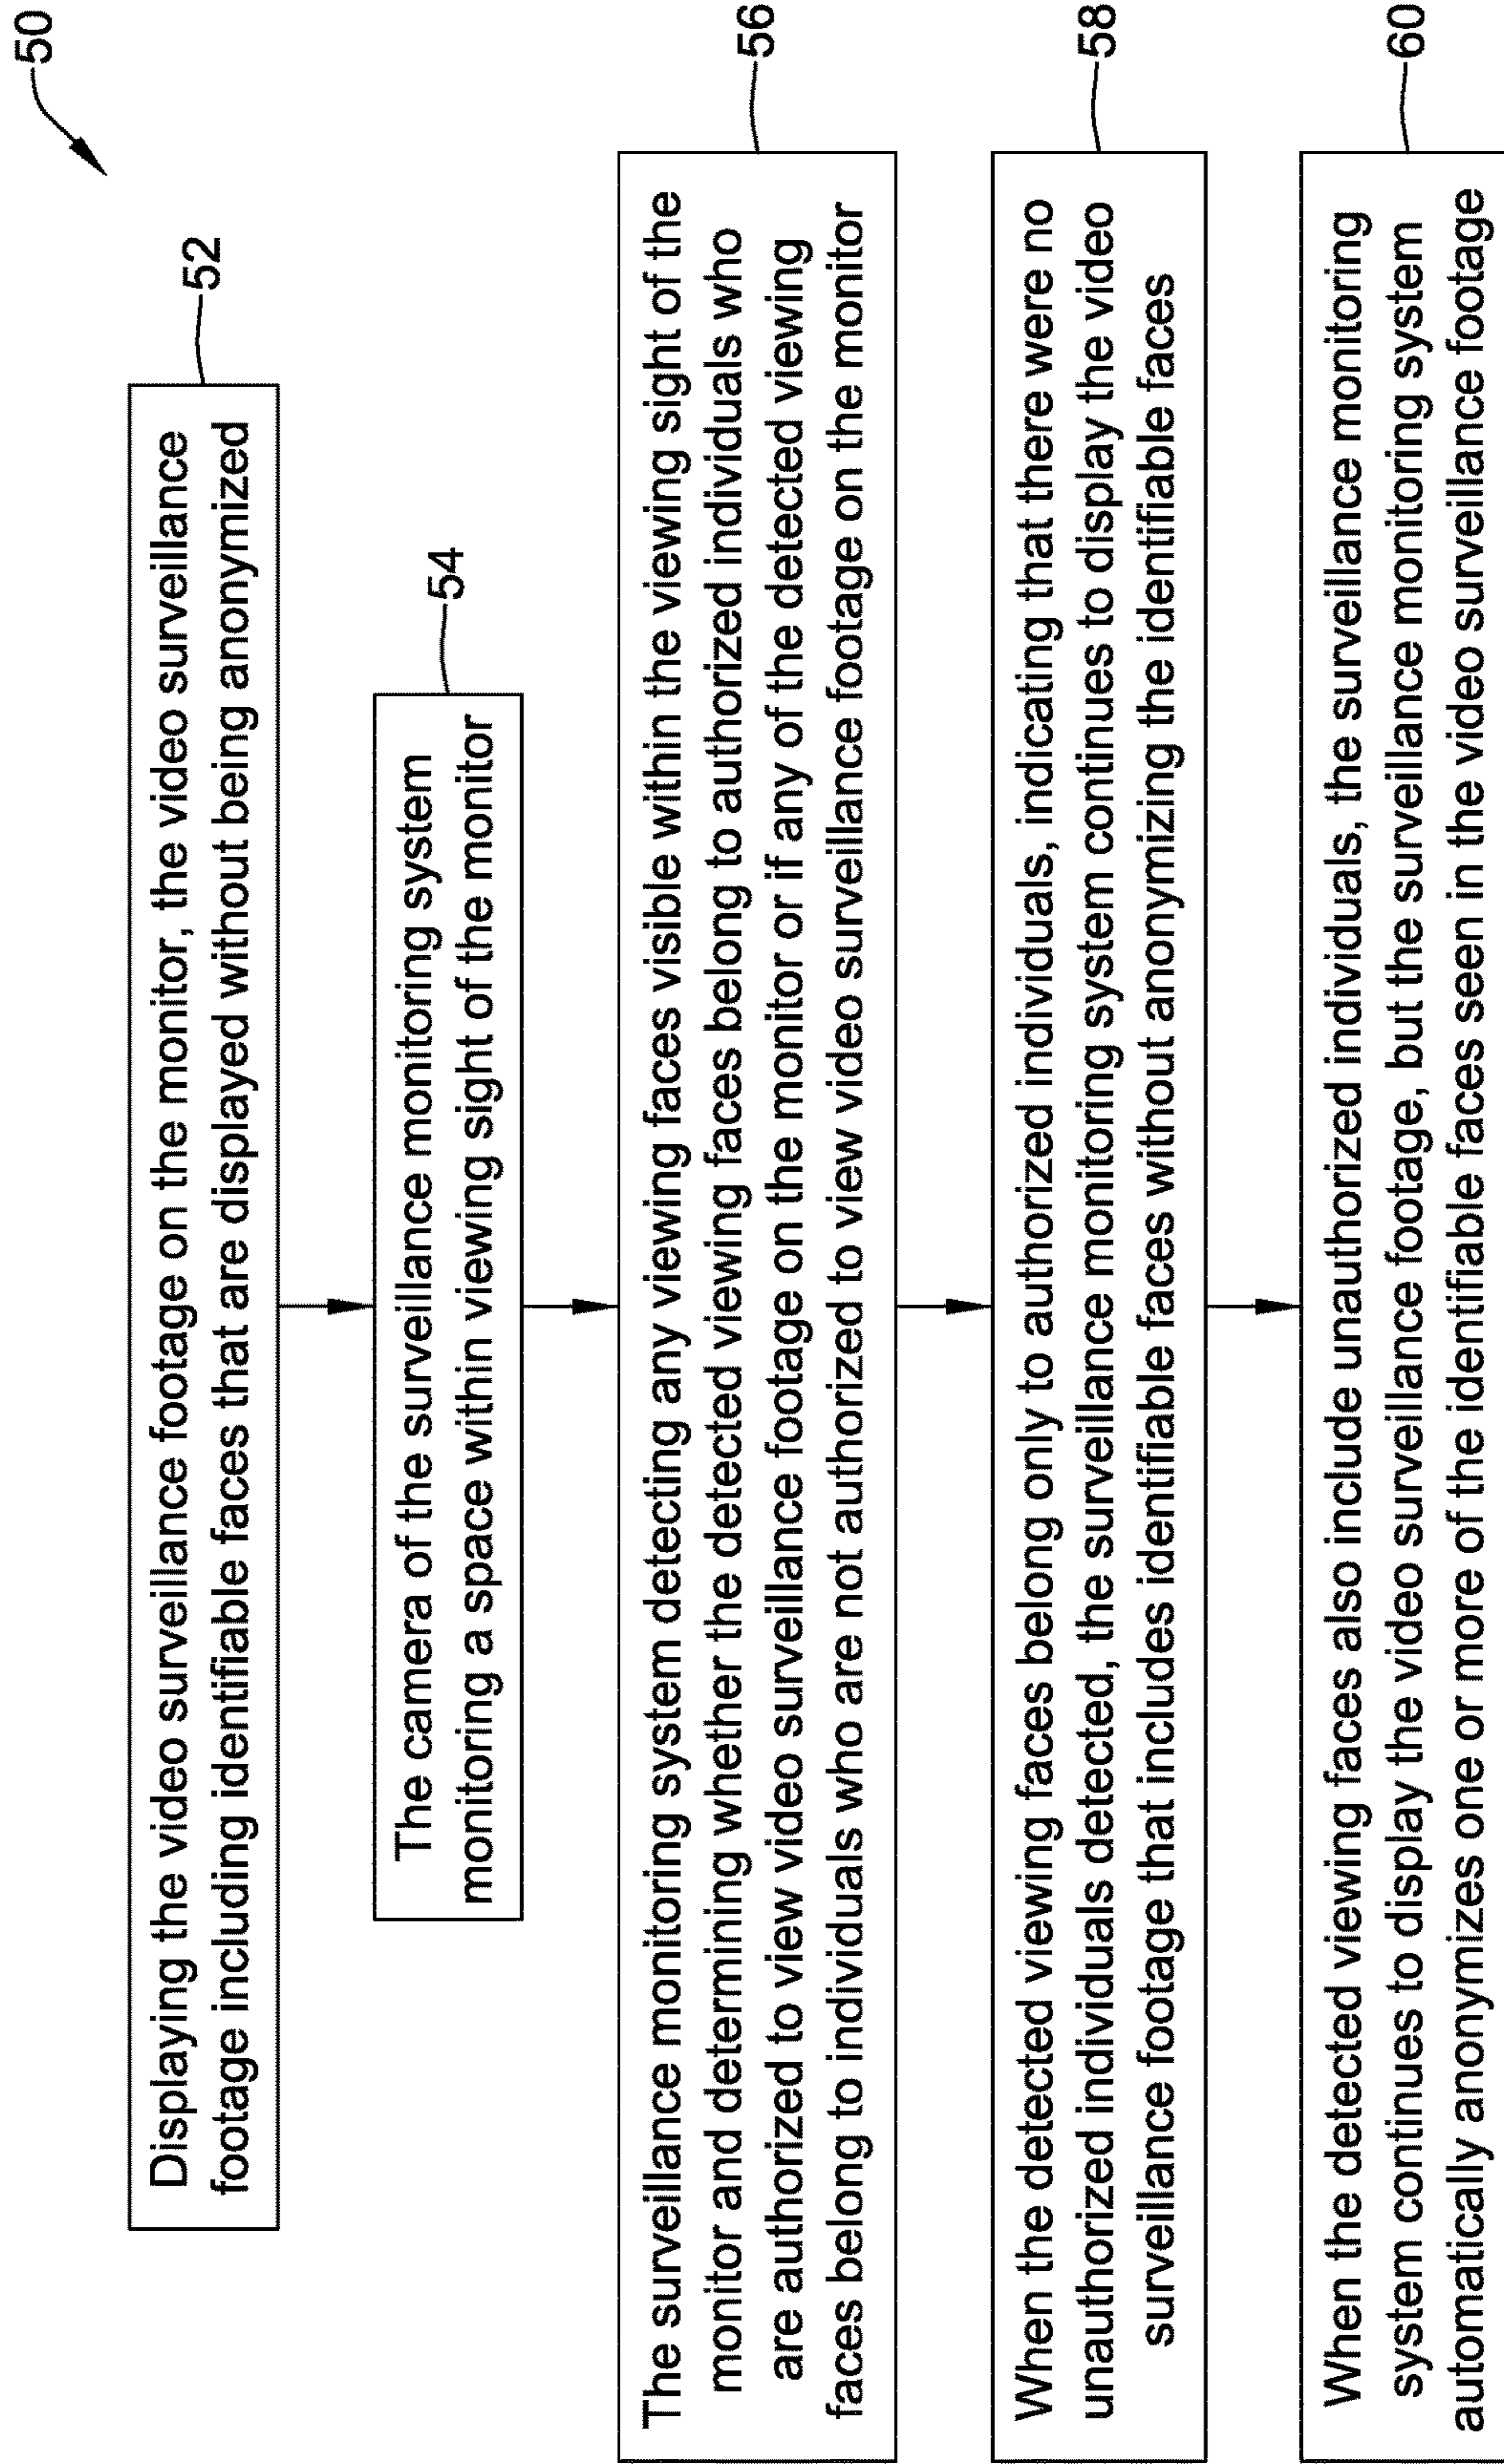 50
Displaying the video surveillance footage on the monitor, the video surveillance
footage including identifiable faces that are displayed without being anonymized
52
The camera of the surveillance monitoring system
monitoring a space within viewing sight of the monitor
54
The surveillance monitoring system detecting any viewing faces visible within the viewing sight of the
monitor and determining whether the detected viewing faces belong to authorized individuals who
are authorized to view video surveillance footage on the monitor or if any of the detected viewing
faces belong to individuals who are not authorized to view video surveillance footage on the monitor
56
When the detected viewing faces belong only to authorized individuals, indicating that there were no
unauthorized individuals detected, the surveillance monitoring system continues to display the video
surveillance footage that includes identifiable faces without anonymizing the identifiable faces
58
When the detected viewing faces also include unauthorized individuals, the surveillance monitoring
system continues to display the video surveillance footage, but the surveillance monitoring system
automatically anonymizes one or more of the identifiable faces seen in the video surveillance footage
60